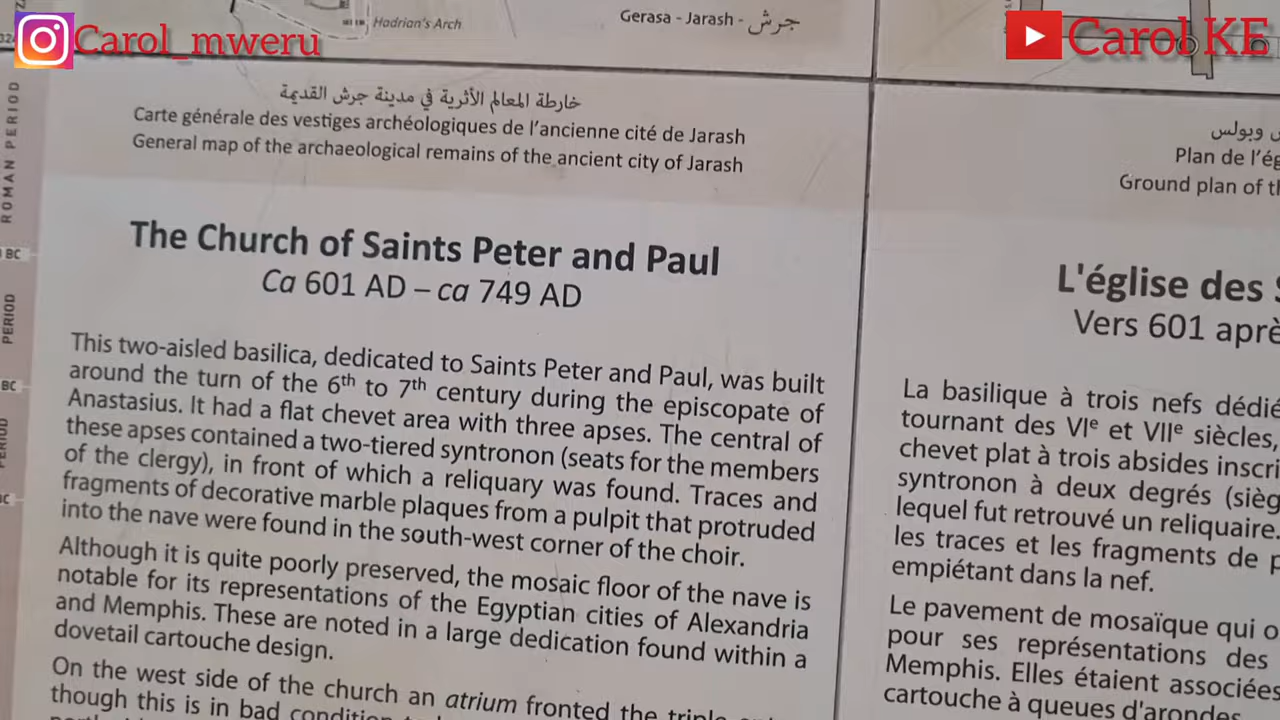 Carol_mweru
Carol KE
Hadrian's Arch
Gerasa - Jarash - جرش
ROMAN PERIOD
BC
PERIOD
BC
خارطة المعالم الأثرية في مدينة جرش القديمة
Carte générale des vestiges archéologiques de l'ancienne cité de Jarash
General map of the archaeological remains of the ancient city of Jarash
The Church of Saints Peter and Paul
Ca 601 AD – ca 749 AD
This two-aisled basilica, dedicated to Saints Peter and Paul, was built
around the turn of the 6th to 7th century during the episcopate of
Anastasius. It had a flat chevet area with three apses. The central of
these apses contained a two-tiered syntronon (seats for the members
of the clergy), in front of which a reliquary was found. Traces and
fragments of decorative marble plaques from a pulpit that protruded
into the nave were found in the south-west corner of the choir.
Although it is quite poorly preserved, the mosaic floor of the nave is
notable for its representations of the Egyptian cities of Alexandria
and Memphis. These are noted in a large dedication found within a
dovetail cartouche design.
On the west side of the church an atrium fronted the triple
though this is in bad condition
وبولس
Plan de l'ég
Ground plan of th
L'église des S
Vers 601 aprè
La basilique à trois nefs dédié
tournant des VIe et VIIe siècles,
chevet plat à trois absides inscri
syntronon à deux degrés (sièg
lequel fut retrouvé un reliquaire.
les traces et les fragments de p
empiétant dans la nef.
Le pavement de mosaïque qui o
pour ses représentations des
Memphis. Elles étaient associées
cartouche à queues d'arondes.